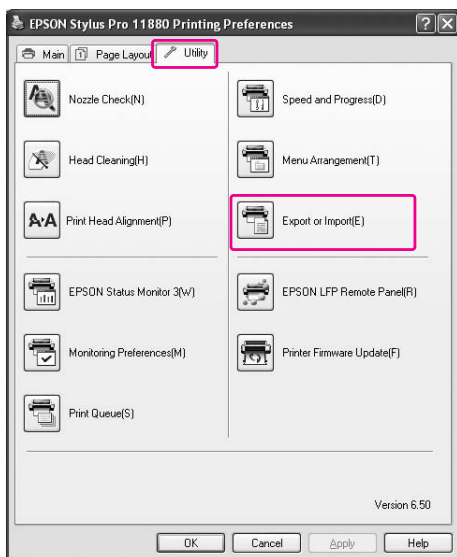 EPSON Stylus Pro 11880 Printing Preferences
Main
Page Layout
Utility
Nozzle Check(N)
Speed and Progress(D)
Head Cleaning(H)
Menu Arrangement(T)
Print Head Alignment(P)
Export or Import(E)
EPSON Status Monitor 3(W)
EPSON LFP Remote Panel(R)
Monitoring Preferences(M)
Printer Firmware Update(F)
Print Queue(S)
Version 6.50
OK
Cancel
Apply
Help